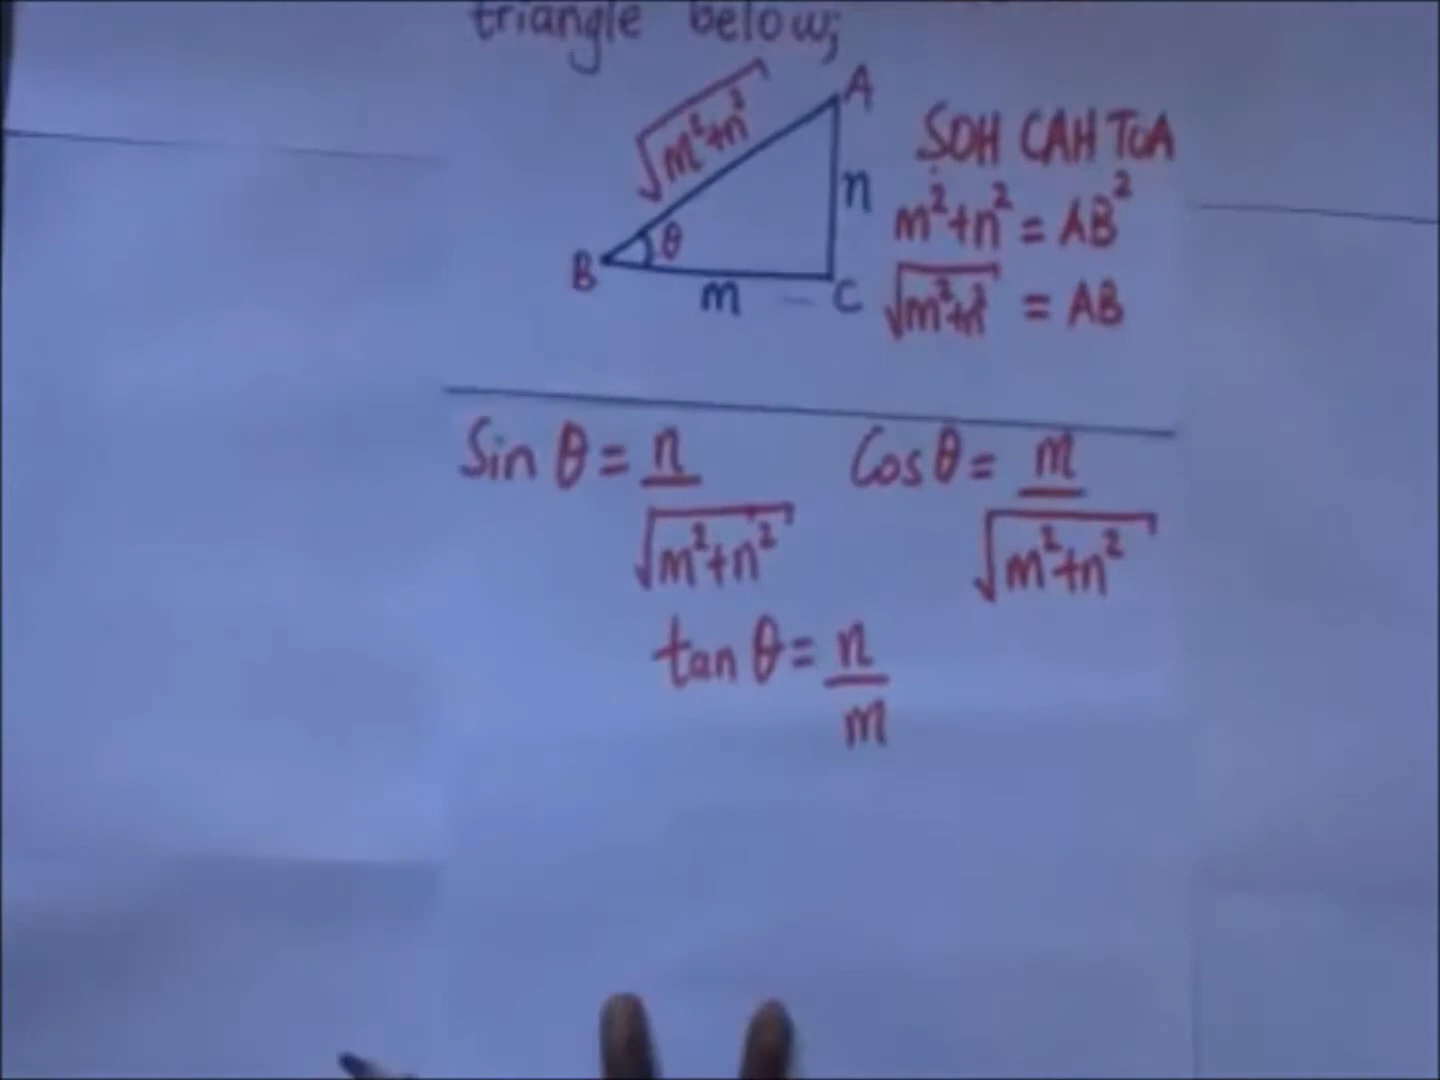 triangle below;
√m²+n²
A
SOH CAH TOA
n
m²+n² = AB²
θ
B
m
C
√m²+n² = AB
Sin θ = n/√m²+n²
Cos θ = m/√m²+n²
tan θ = n/m